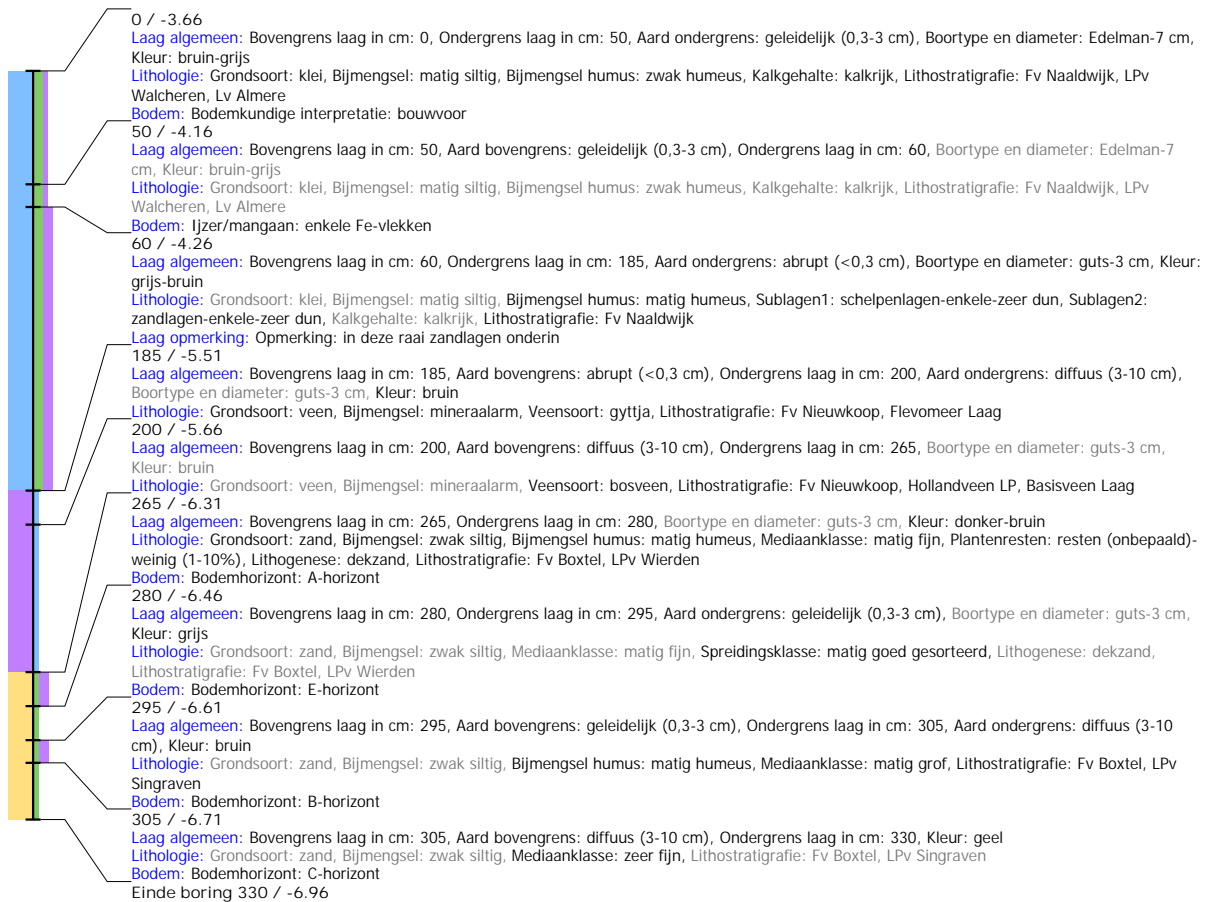 0 / -3.66
Laag algemeen: Bovengrens laag in cm: 0, Ondergrens laag in cm: 50, Aard ondergrens: geleidelijk (0,3-3 cm), Boortype en diameter: Edelman-7 cm,
Kleur: bruin-grijs
Lithologie: Grondsoort: klei, Bijmengsel: matig siltig, Bijmengsel humus: zwak humeus, Kalkgehalte: kalkrijk, Lithostratigrafie: Fv Naaldwijk, LPv
Walcheren, Lv Almere
Bodem: Bodemkundige interpretatie: bouwvoor
50 / -4.16
Laag algemeen: Bovengrens laag in cm: 50, Aard bovengrens: geleidelijk (0,3-3 cm), Ondergrens laag in cm: 60, Boortype en diameter: Edelman-7
cm, Kleur: bruin-grijs
Lithologie: Grondsoort: klei, Bijmengsel: matig siltig, Bijmengsel humus: zwak humeus, Kalkgehalte: kalkrijk, Lithostratigrafie: Fv Naaldwijk, LPv
Walcheren, Lv Almere
Bodem: Ijzer/mangaan: enkele Fe-vlekken
60 / -4.26
Laag algemeen: Bovengrens laag in cm: 60, Ondergrens laag in cm: 185, Aard ondergrens: abrupt (<0,3 cm), Boortype en diameter: guts-3 cm, Kleur:
grijs-bruin
Lithologie: Grondsoort: klei, Bijmengsel: matig siltig, Bijmengsel humus: matig humeus, Sublagen1: schelpenlagen-enkele-zeer dun, Sublagen2:
zandlagen-enkele-zeer dun, Kalkgehalte: kalkrijk, Lithostratigrafie: Fv Naaldwijk
Laag opmerking: Opmerking: in deze raai zandlagen onderin
185 / -5.51
Laag algemeen: Bovengrens laag in cm: 185, Aard bovengrens: abrupt (<0,3 cm), Ondergrens laag in cm: 200, Aard ondergrens: diffuus (3-10 cm),
Boortype en diameter: guts-3 cm, Kleur: bruin
Lithologie: Grondsoort: veen, Bijmengsel: mineraalarm, Veensoort: gyttja, Lithostratigrafie: Fv Nieuwkoop, Flevomeer Laag
200 / -5.66
Laag algemeen: Bovengrens laag in cm: 200, Aard bovengrens: diffuus (3-10 cm), Ondergrens laag in cm: 265, Boortype en diameter: guts-3 cm,
Kleur: bruin
Lithologie: Grondsoort: veen, Bijmengsel: mineraalarm, Veensoort: bosveen, Lithostratigrafie: Fv Nieuwkoop, Hollandveen LP, Basisveen Laag
265 / -6.31
Laag algemeen: Bovengrens laag in cm: 265, Ondergrens laag in cm: 280, Boortype en diameter: guts-3 cm, Kleur: donker-bruin
Lithologie: Grondsoort: zand, Bijmengsel: zwak siltig, Bijmengsel humus: matig humeus, Mediaanklasse: matig fijn, Plantenresten: resten (onbepaald)-
weinig (1-10%), Lithogenese: dekzand, Lithostratigrafie: Fv Boxtel, LPv Wierden
Bodem: Bodemhorizont: A-horizont
280 / -6.46
Laag algemeen: Bovengrens laag in cm: 280, Ondergrens laag in cm: 295, Aard ondergrens: geleidelijk (0,3-3 cm), Boortype en diameter: guts-3 cm,
Kleur: grijs
Lithologie: Grondsoort: zand, Bijmengsel: zwak siltig, Mediaanklasse: matig fijn, Spreidingsklasse: matig goed gesorteerd, Lithogenese: dekzand,
Lithostratigrafie: Fv Boxtel, LPv Wierden
Bodem: Bodemhorizont: E-horizont
295 / -6.61
Laag algemeen: Bovengrens laag in cm: 295, Aard bovengrens: geleidelijk (0,3-3 cm), Ondergrens laag in cm: 305, Aard ondergrens: diffuus (3-10
cm), Kleur: bruin
Lithologie: Grondsoort: zand, Bijmengsel: zwak siltig, Bijmengsel humus: matig humeus, Mediaanklasse: matig grof, Lithostratigrafie: Fv Boxtel, LPv
Singraven
Bodem: Bodemhorizont: B-horizont
305 / -6.71
Laag algemeen: Bovengrens laag in cm: 305, Aard bovengrens: diffuus (3-10 cm), Ondergrens laag in cm: 330, Kleur: geel
Lithologie: Grondsoort: zand, Bijmengsel: zwak siltig, Mediaanklasse: zeer fijn, Lithostratigrafie: Fv Boxtel, LPv Singraven
Bodem: Bodemhorizont: C-horizont
Einde boring 330 / -6.96